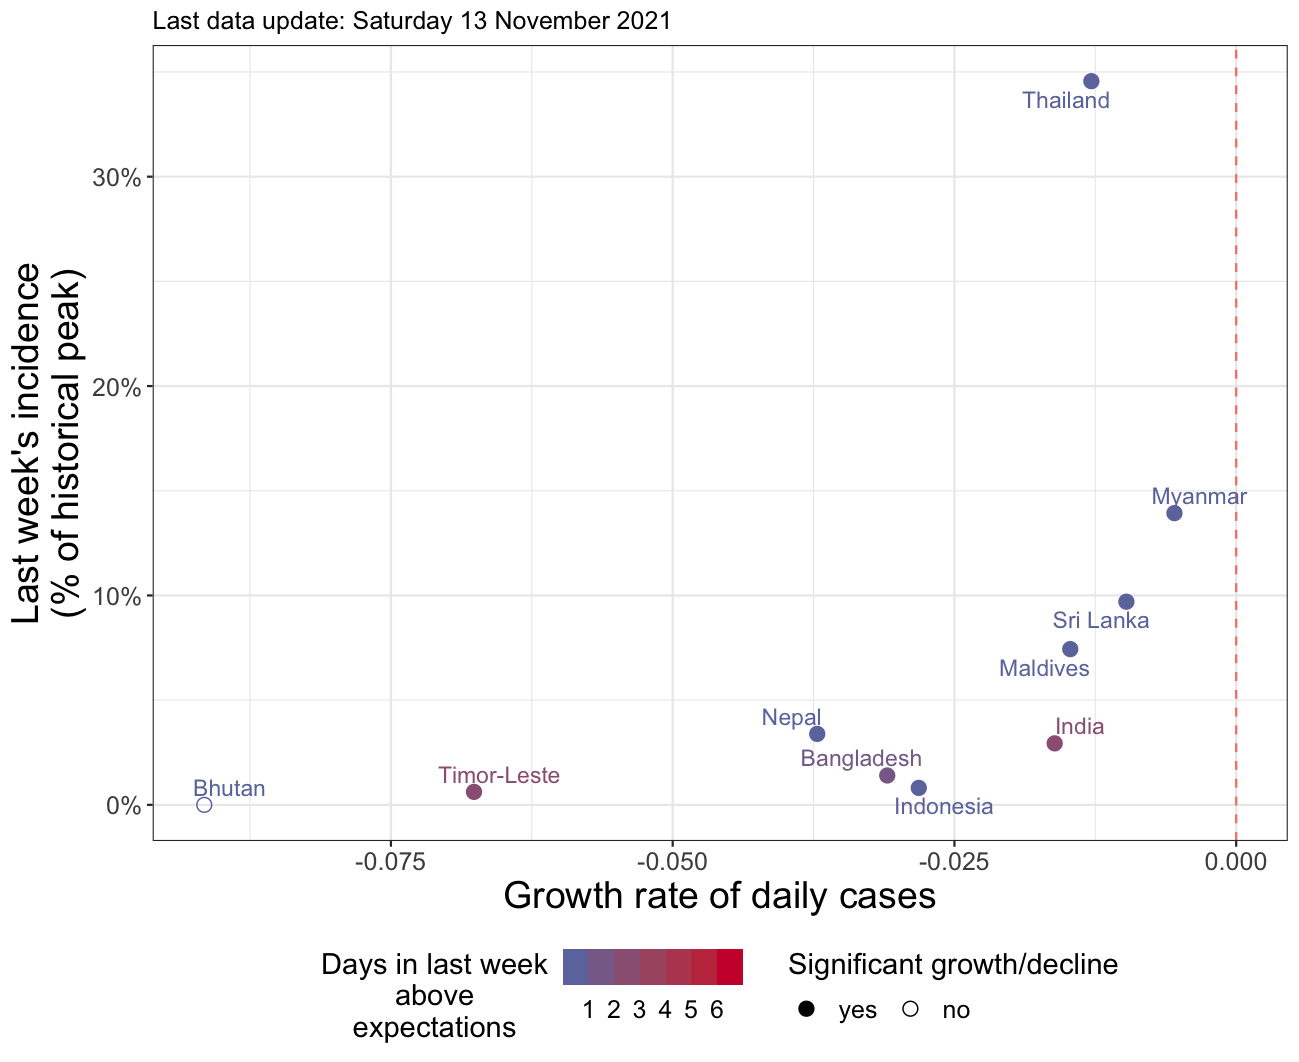 Last data update: Saturday 13 November 2021
Last week's incidence
(% of historical peak)
30%
20%
10%
0%
Thailand
Myanmar
Sri Lanka
Maldives
Nepal
India
Bangladesh
Timor-Leste
Bhutan
Indonesia
-0.075
-0.050
-0.025
0.000
Growth rate of daily cases
Days in last week
above
expectations
1 2 3 4 5 6
Significant growth/decline
yes no